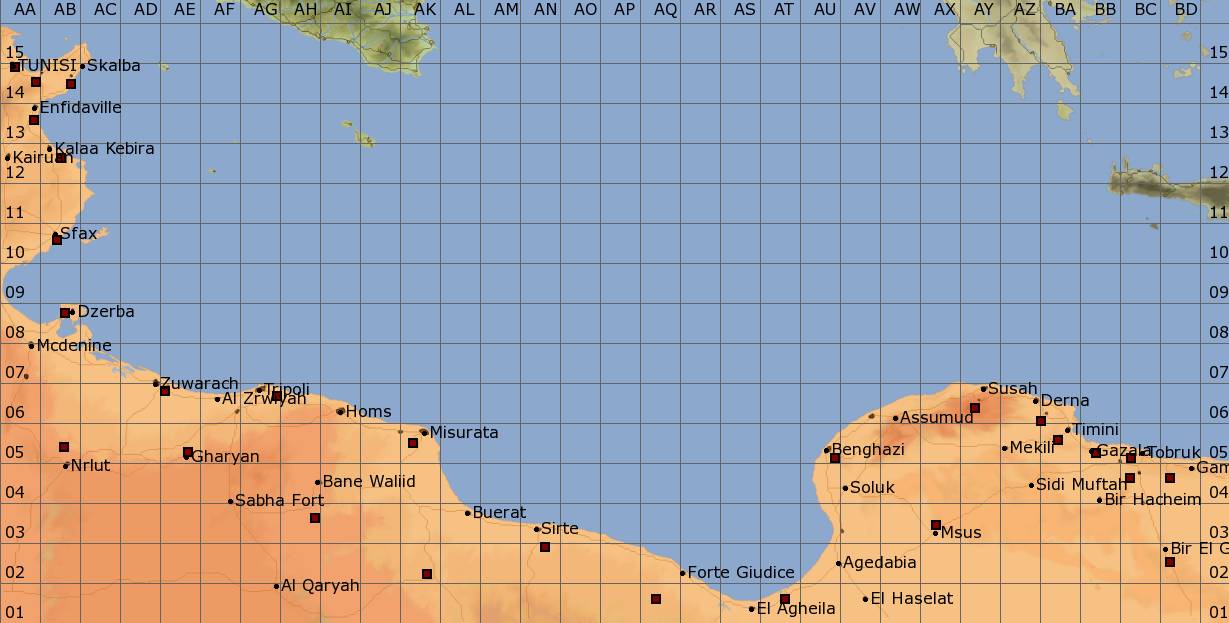 AA AB AC AD AE AF AG AH AI AJ AK AL AM AN AO AP AQ AR AS AT AU AV AW AX AY AZ BA BB BC BD
15 15
TUNISI Skalba
14 14
Enfidaville
13 13
Kalaa Kebira
Kairuan
12 12
11 11
Sfax
10 10
09 09
Dzerba
08 08
Mcdenine
07 07
Zuwarach Tripoli Susah
Al Zrwiyan Derna
06 06
Homs Assumud
Misurata Timini
05 05
Gharyan Benghazi Mekili Gazala Tobruk
Nrlut Gam
04 04
Bane Waliid Soluk Sidi Muftah
Sabha Fort Bir Hacheim
Buerat
03 03
Sirte Msus
Bir El G
02 02
Forte Giudice Agedabia
Al Qaryah
01 01
El Agheila El Haselat